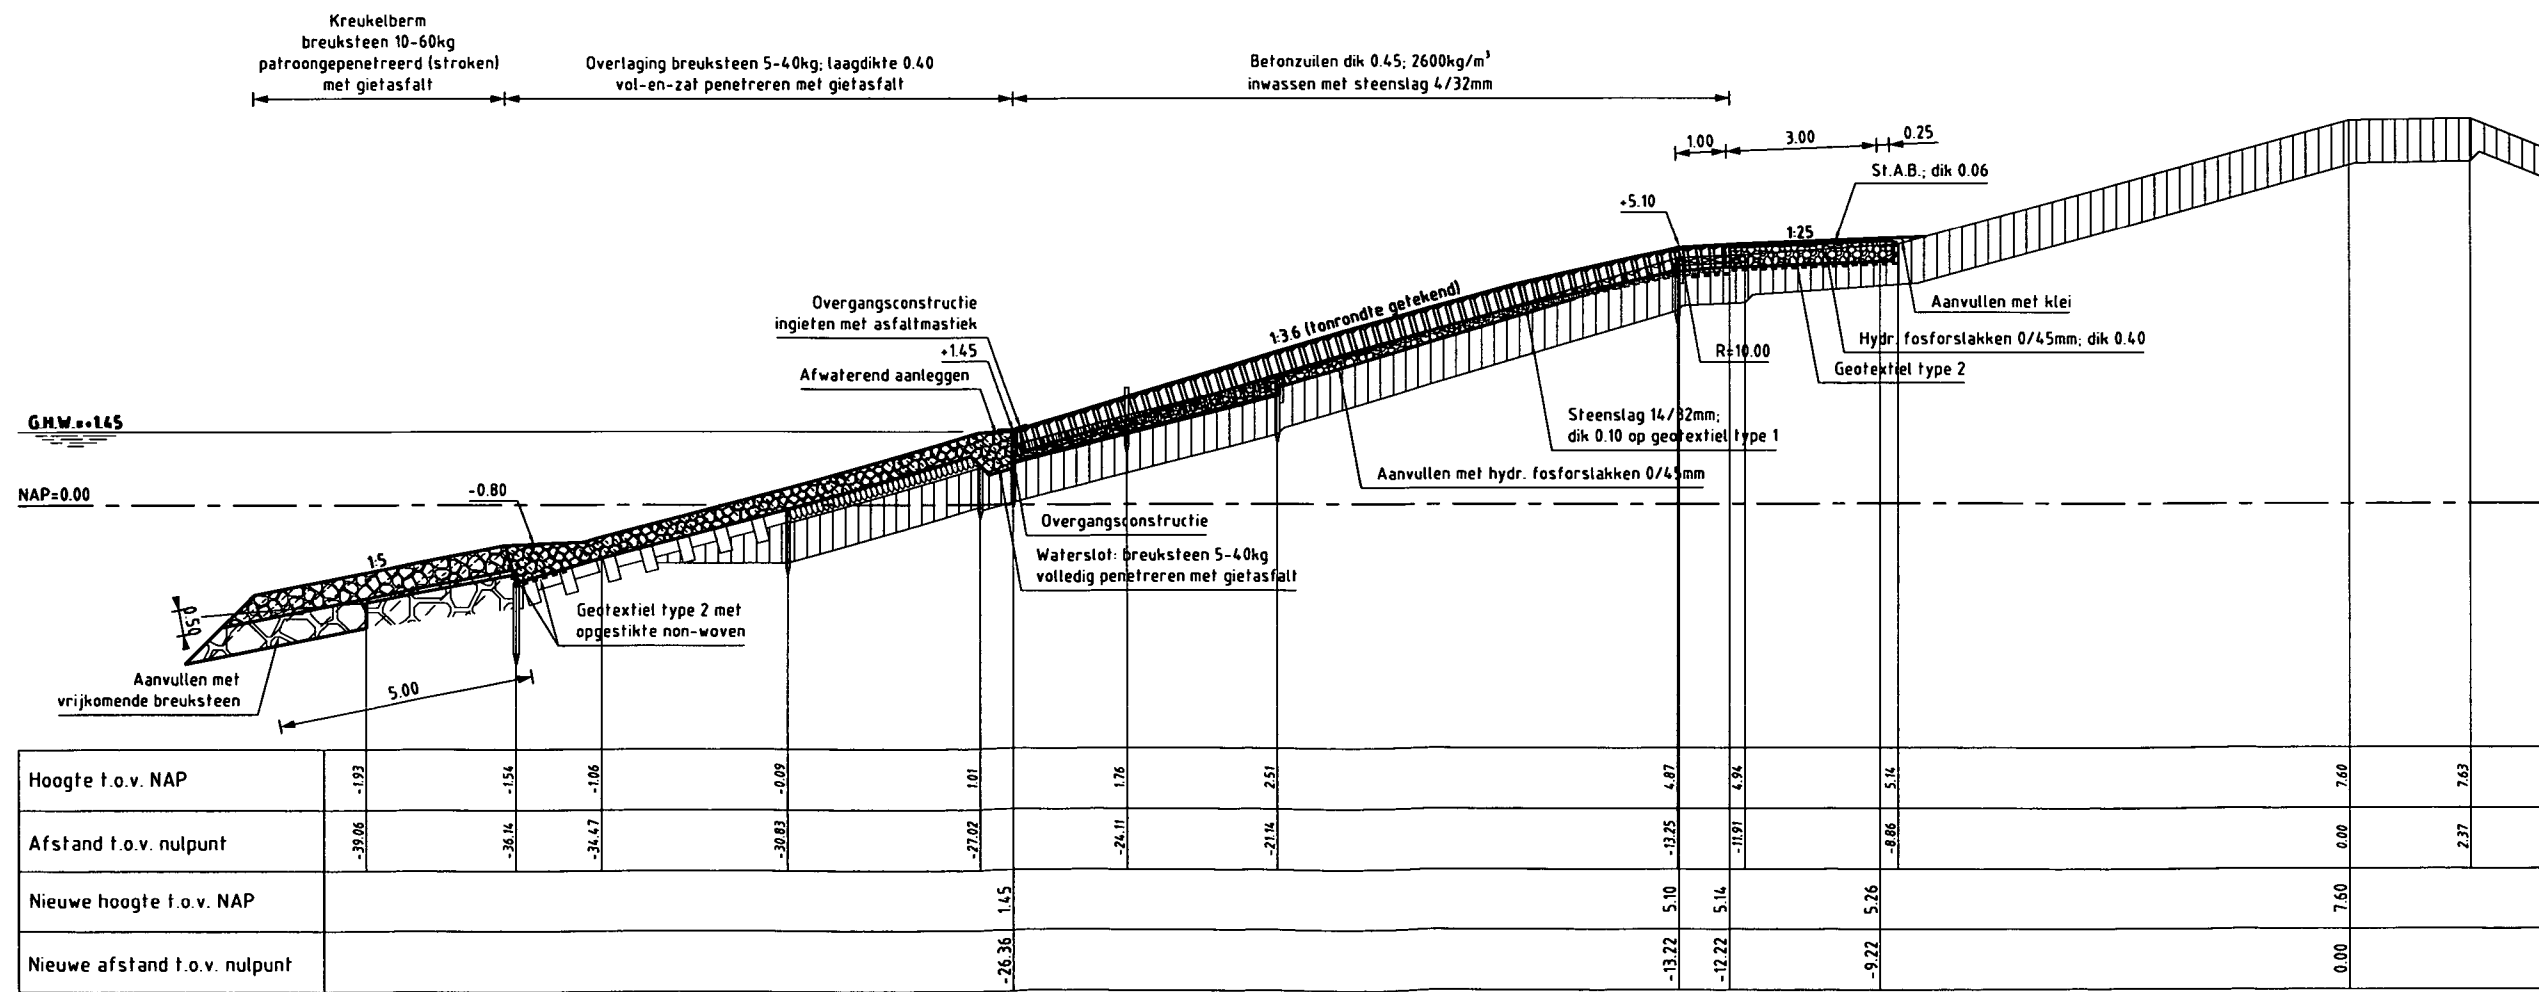 Kreukelberm
breuksteen 10-60kg
patroongepenetreerd (stroken)
met gietasfalt
Overlaging breuksteen 5-40kg; laagdikte 0.40
vol-en-zat penetreren met gietasfalt
Betonzuilen dik 0.45; 2600kg/m³
inwassen met steenslag 4/32mm
1.00
3.00
0.25
St.A.B.; dik 0.06
+5.10
1:25
1:3.6 (tonrondte getekend)
Overgangsconstructie
ingieten met asfaltmastiek
+1.45
Afwaterend aanleggen
Aanvullen met klei
Hydr. fosforslakken 0/45mm; dik 0.40
R=10.00
Geotextiel type 2
G.H.W.=+1.45
Steenslag 14/32mm;
dik 0.10 op geotextiel type 1
Aanvullen met hydr. fosforslakken 0/45mm
NAP=0.00
-0.80
Overgangsconstructie
Waterslot: breuksteen 5-40kg
volledig penetreren met gietasfalt
1:5
0.50
Geotextiel type 2 met
opgestikte non-woven
Aanvullen met
vrijkomende breuksteen
5.00
Hoogte t.o.v. NAP -1.93 -1.54 -1.06 -0.09 1.01 1.76 2.51 4.87 4.94 5.14 7.60 7.63
Afstand t.o.v. nulpunt -39.06 -36.14 -34.47 -30.83 -27.02 -24.11 -21.14 -13.25 -11.91 -8.86 0.00 2.37
Nieuwe hoogte t.o.v. NAP 1.45 5.10 5.14 5.26 7.60
Nieuwe afstand t.o.v. nulpunt -26.36 -13.22 -12.22 -9.22 0.00